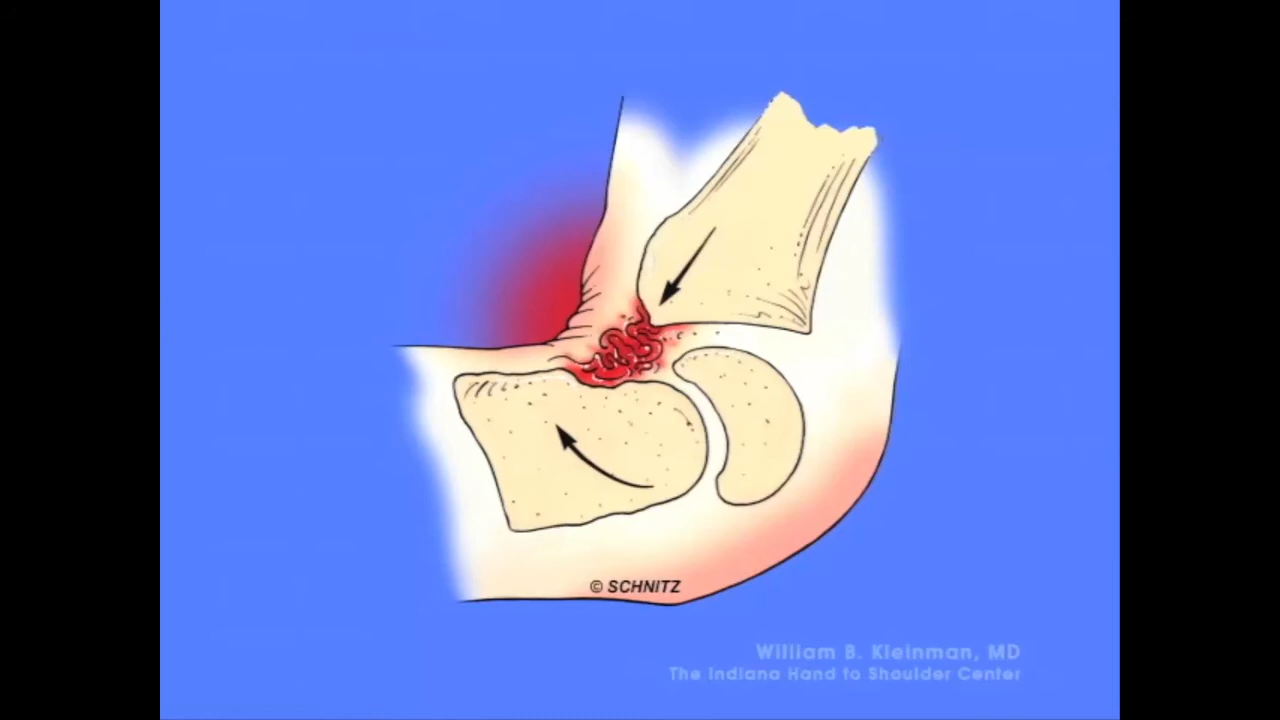 © SCHNITZ
William B. Kleinman, MD
The Indiana Hand to Shoulder Center